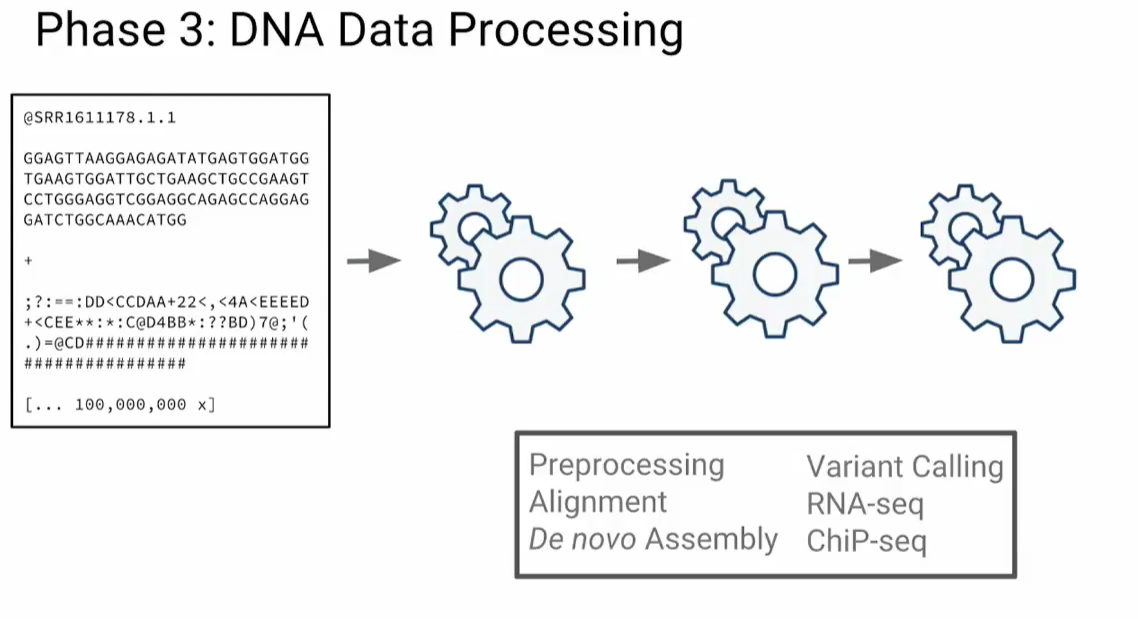 Phase 3: DNA Data Processing
@SRR1611178.1.1
GGAGTTAAGGAGAGATATGAGTGGATGG
TGAAGTGGATTGCTGAAGCTGCCGAAGT
CCTGGGAGGTCGGAGGCAGAGCCAGGAG
GATCTGGCAAACATGG
+
;?:==:DD<CCDAA+22<,<4A<EEEED
+<CEE**:*:C@D4BB*:??BD)7@;'(
.)=@CD######################
################
[... 100,000,000 x]
Preprocessing
Alignment
De novo Assembly
Variant Calling
RNA-seq
ChiP-seq